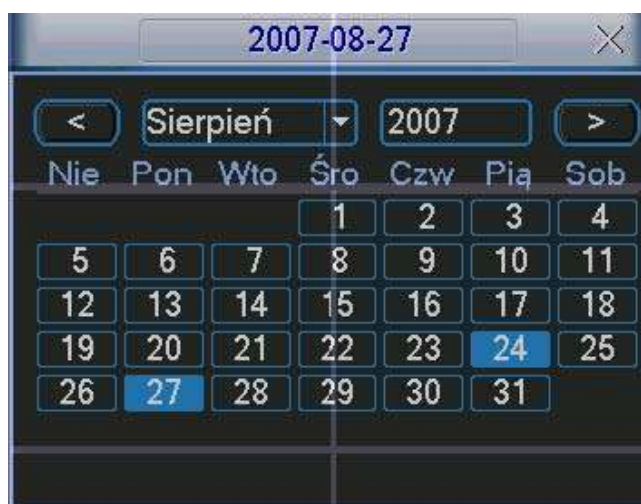 2007-08-27
< Sierpień 2007 >
Nie Pon Wto Śro Czw Pią Sob
1 2 3 4
5 6 7 8 9 10 11
12 13 14 15 16 17 18
19 20 21 22 23 24 25
26 27 28 29 30 31